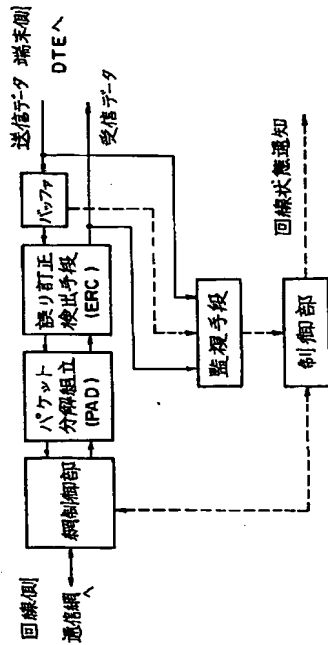 回線側
通信網へ
網制御部
パケット
分解組立
(PAD)
誤り訂正
検出手段
(ERC)
バッファ
送信データ 端末側
DTEへ
受信データ
監視手段
制御部
回線状態通知